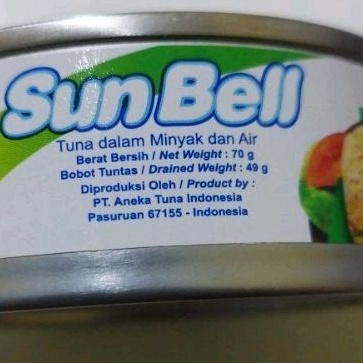 Sun Bell
Tuna dalam Minyak dan Air
Berat Bersih / Net Weight : 70 g
Bobot Tuntas / Drained Weight : 49 g
Diproduksi Oleh / Product by :
PT. Aneka Tuna Indonesia
Pasuruan 67155 - Indonesia